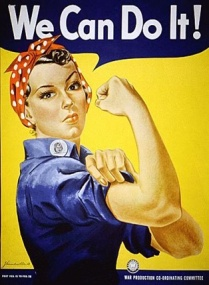 We Can Do It!
WAR PRODUCTION CO-ORDINATING COMMITTEE